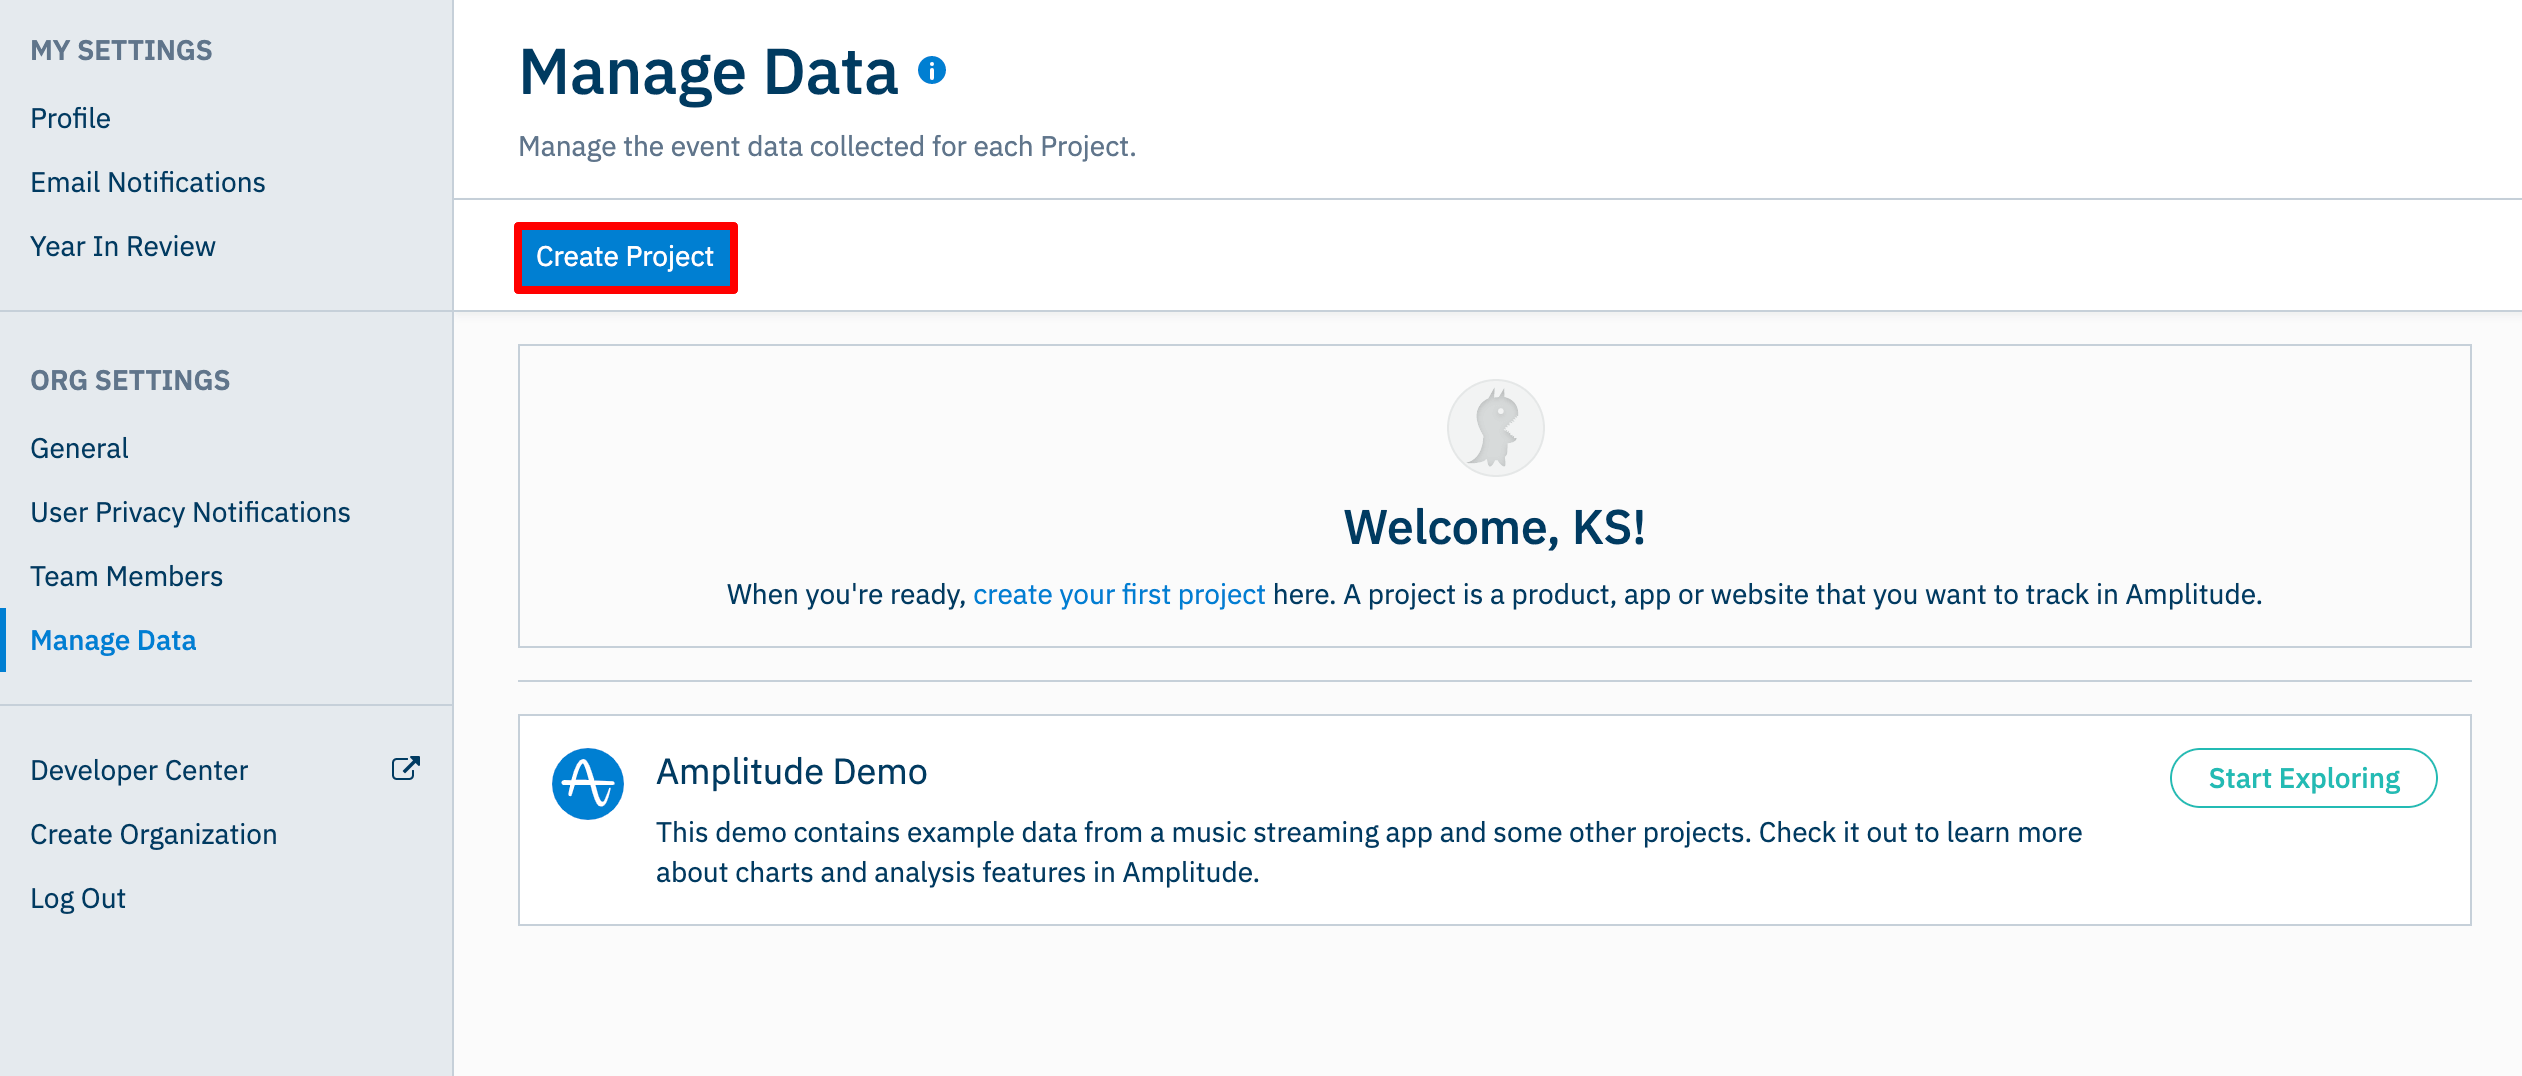 MY SETTINGS
Profile
Email Notifications
Year In Review
ORG SETTINGS
General
User Privacy Notifications
Team Members
Manage Data
Developer Center
Create Organization
Log Out
Manage Data
Manage the event data collected for each Project.
Create Project
Welcome, KS!
When you're ready, create your first project here. A project is a product, app or website that you want to track in Amplitude.
Amplitude Demo
Start Exploring
This demo contains example data from a music streaming app and some other projects. Check it out to learn more
about charts and analysis features in Amplitude.